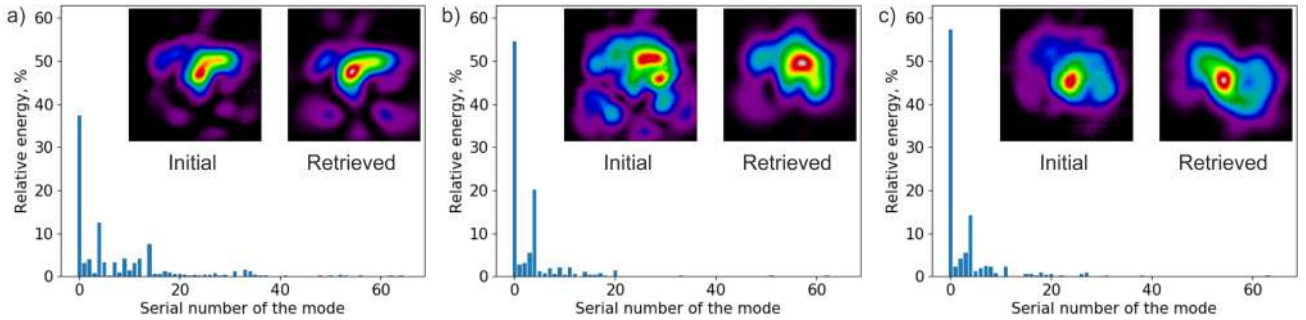 a)
Relative energy, %
60
50
40
30
20
10
0
Initial
Retrieved
0
20
40
60
Serial number of the mode
b)
Relative energy, %
60
50
40
30
20
10
0
Initial
Retrieved
0
20
40
60
Serial number of the mode
c)
Relative energy, %
60
50
40
30
20
10
0
Initial
Retrieved
0
20
40
60
Serial number of the mode